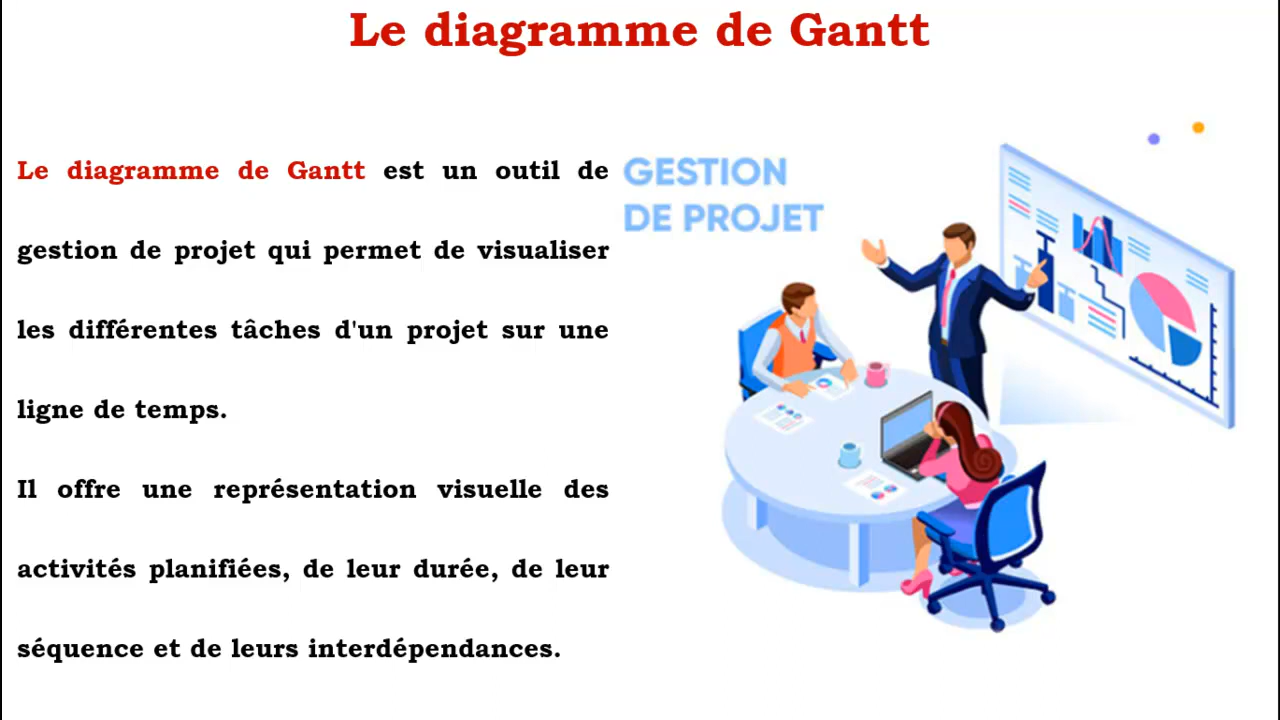 Le diagramme de Gantt
Le diagramme de Gantt est un outil de
gestion de projet qui permet de visualiser
les différentes tâches d'un projet sur une
ligne de temps.
Il offre une représentation visuelle des
activités planifiées, de leur durée, de leur
séquence et de leurs interdépendances.
GESTION
DE PROJET